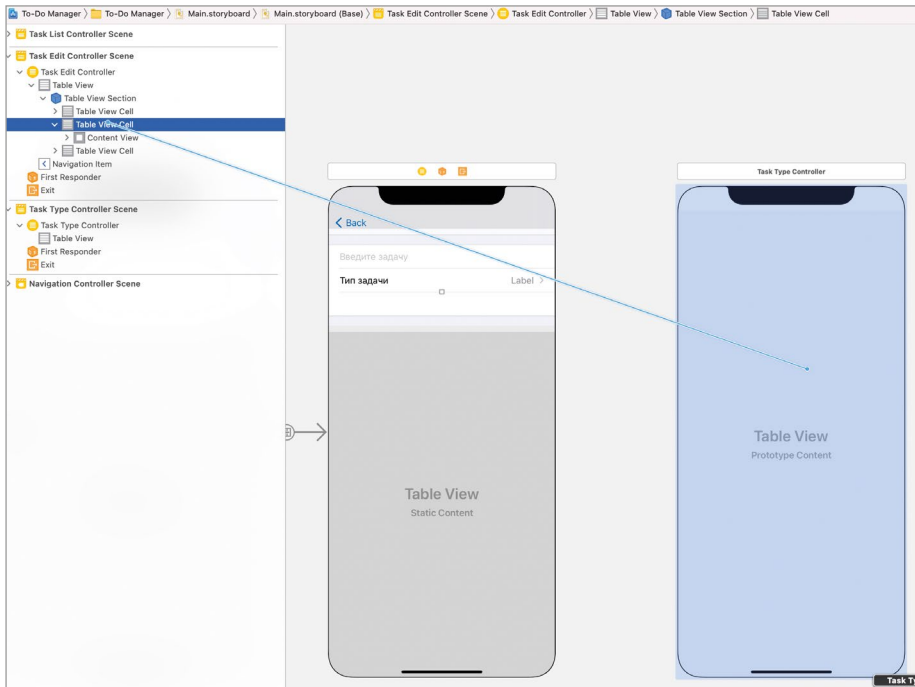 To-Do Manager To-Do Manager Main.storyboard Main.storyboard (Base) Task Edit Controller Scene Task Edit Controller Table View Table View Section Table View Cell
Task List Controller Scene
Task Edit Controller Scene
Task Edit Controller
Table View
Table View Section
Table View Cell
Table View Cell
Content View
Table View Cell
Navigation Item
First Responder
Exit
Task Type Controller Scene
Task Type Controller
Table View
First Responder
Exit
Navigation Controller Scene
Back
Введите задачу
Тип задачи Label
Table View
Static Content
Task Type Controller
Table View
Prototype Content
Task Ty